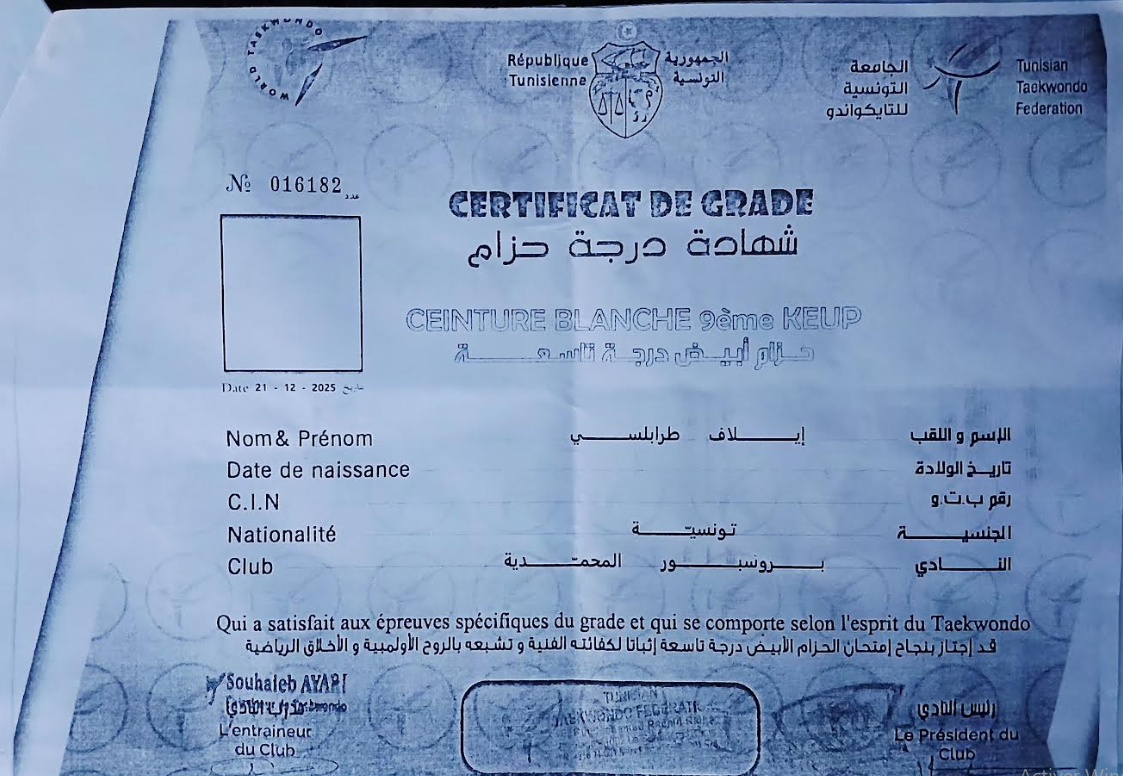 WORLD TAEKWONDO
République الجمهورية
Tunisienne التونسية
الجامعة Tunisian
التونسية Taekwondo
للتايكواندو Federation
№ 016182 عدد
CERTIFICAT DE GRADE
شهادة درجة حزام
CEINTURE BLANCHE 9ème KEUP
حزام أبيض درجة تاسعة
Date 21 - 12 - 2025 تاريخ
Nom& Prénom إيلاف طرابلسي الإسم و اللقب
Date de naissance تاريخ الولادة
C.I.N رقم ب.ت.و
Nationalité تونسيّة الجنسية
Club بروسبور المحمّدية النادي
Qui a satisfait aux épreuves spécifiques du grade et qui se comporte selon l'esprit du Taekwondo
قد إجتاز بنجاح إمتحان الحزام الأبيض درجة تاسعة إثباتا لكفائته الفنية و تشبعه بالروح الأولمبية و الأخلاق الرياضية
Souhaieb AYARI
L'entraineur
du Club
TUNISIAN
TAEKWONDO FEDERATION
رئيس النادي
Le Président du
Club